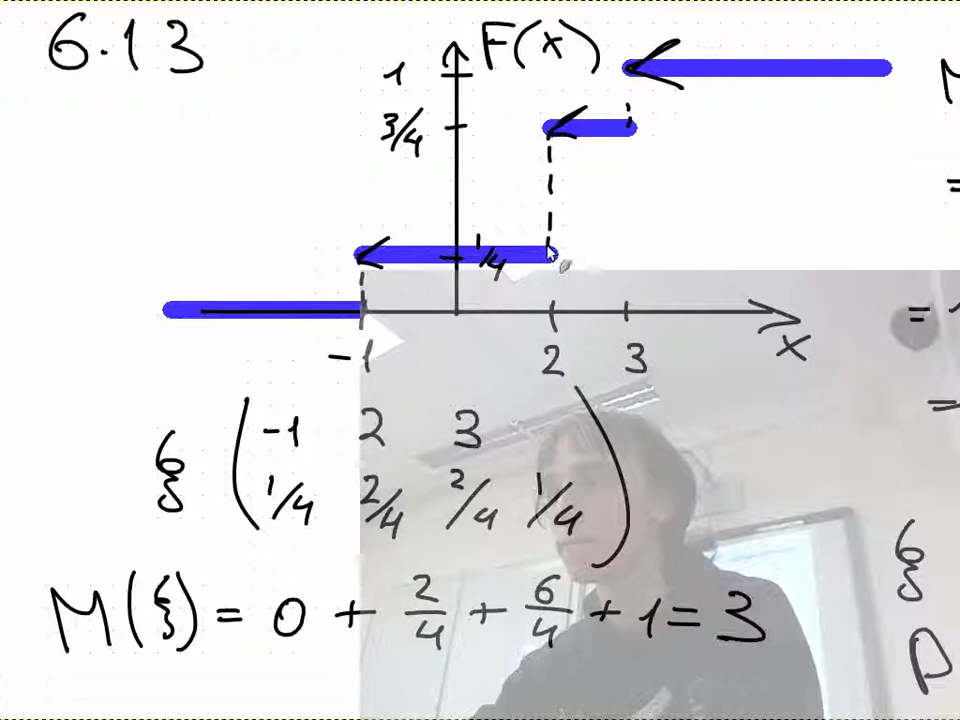 6.13
F(x)
1
3/4
1/4
-1 2 3 x
ξ ( -1 2 3
1/4 2/4 2/4 1/4 )
M(ξ) = 0 + 2/4 + 6/4 + 1 = 3